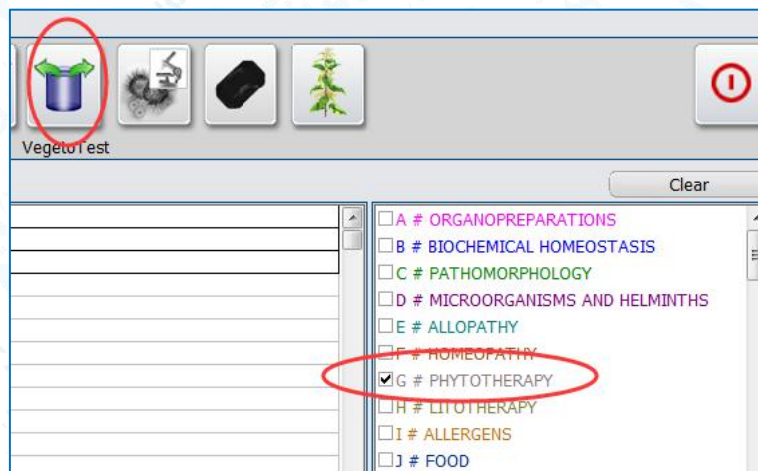 VegetoTest
Clear
A # ORGANOPREPARATIONS
B # BIOCHEMICAL HOMEOSTASIS
C # PATHOMORPHOLOGY
D # MICROORGANISMS AND HELMINTHS
E # ALLOPATHY
F # HOMEOPATHY
G # PHYTOTHERAPY
H # LITOTHERAPY
I # ALLERGENS
J # FOOD